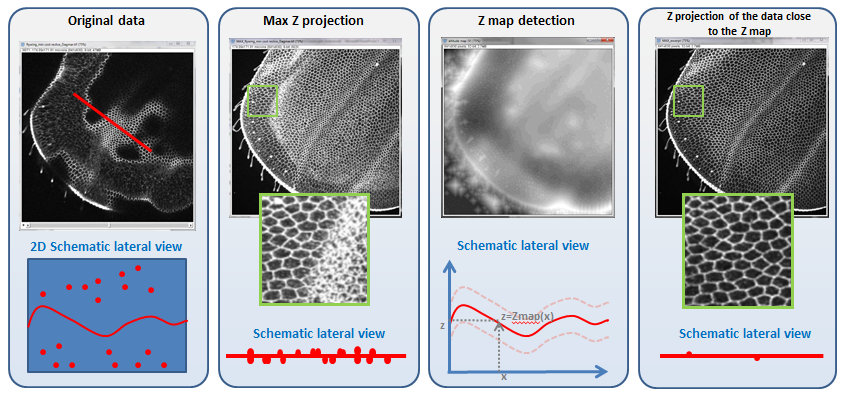 Original data
Max Z projection
Z map detection
Z projection of the data close
to the Z map
2D Schematic lateral view
Schematic lateral view
Schematic lateral view
Schematic lateral view
z=Zmap(x)
z
x